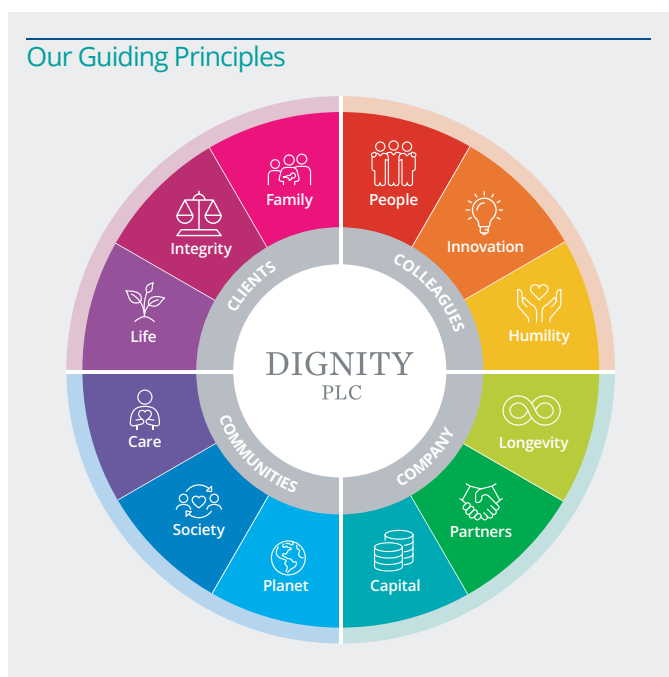 Our Guiding Principles
Family
People
Integrity
Innovation
Life
Humility
CLIENTS
COLLEAGUES
DIGNITY
PLC
COMMUNITIES
COMPANY
Care
Longevity
Society
Partners
Planet
Capital